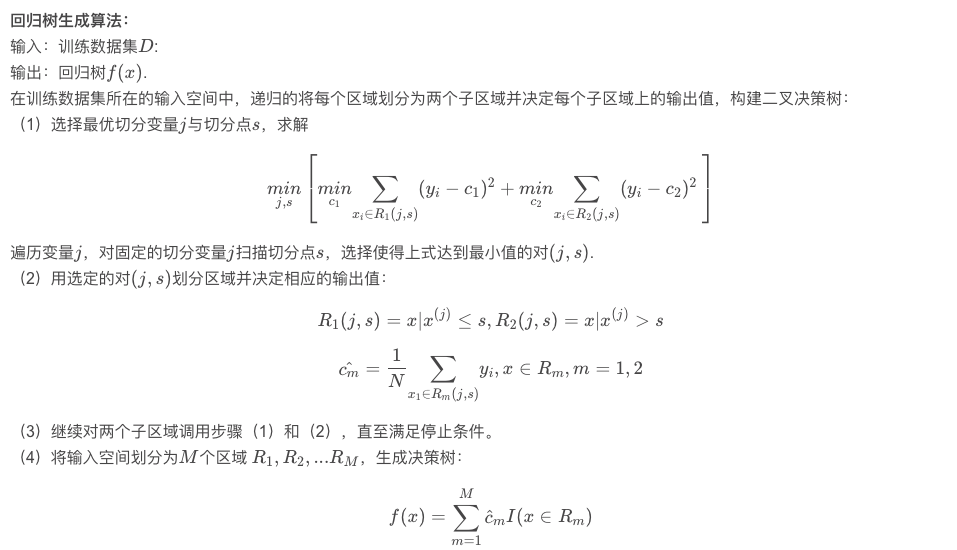 回归树生成算法：
输入：训练数据集$D$:
输出：回归树$f(x)$.
在训练数据集所在的输入空间中，递归的将每个区域划分为两个子区域并决定每个子区域上的输出值，构建二叉决策树：
（1）选择最优切分变量$j$与切分点$s$，求解
$$\underset{j,s}{min}\left[\underset{c_1}{min}\sum_{x_i\in R_1(j,s)}(y_i-c_1)^2+\underset{c_2}{min}\sum_{x_i\in R_2(j,s)}(y_i-c_2)^2\right]$$
遍历变量$j$，对固定的切分变量$j$扫描切分点$s$，选择使得上式达到最小值的对$(j,s)$.
（2）用选定的对$(j,s)$划分区域并决定相应的输出值：
$$R_1(j,s)=x|x^{(j)}\leq s,R_2(j,s)=x|x^{(j)}>s$$
$$\hat{c_m}=\frac{1}{N}\sum_{x_1\in R_m(j,s)}y_i,x\in R_m,m=1,2$$
（3）继续对两个子区域调用步骤（1）和（2），直至满足停止条件。
（4）将输入空间划分为$M$个区域 $R_1,R_2,...R_M$，生成决策树：
$$f(x)=\sum_{m=1}^{M}\hat{c}_mI(x\in R_m)$$